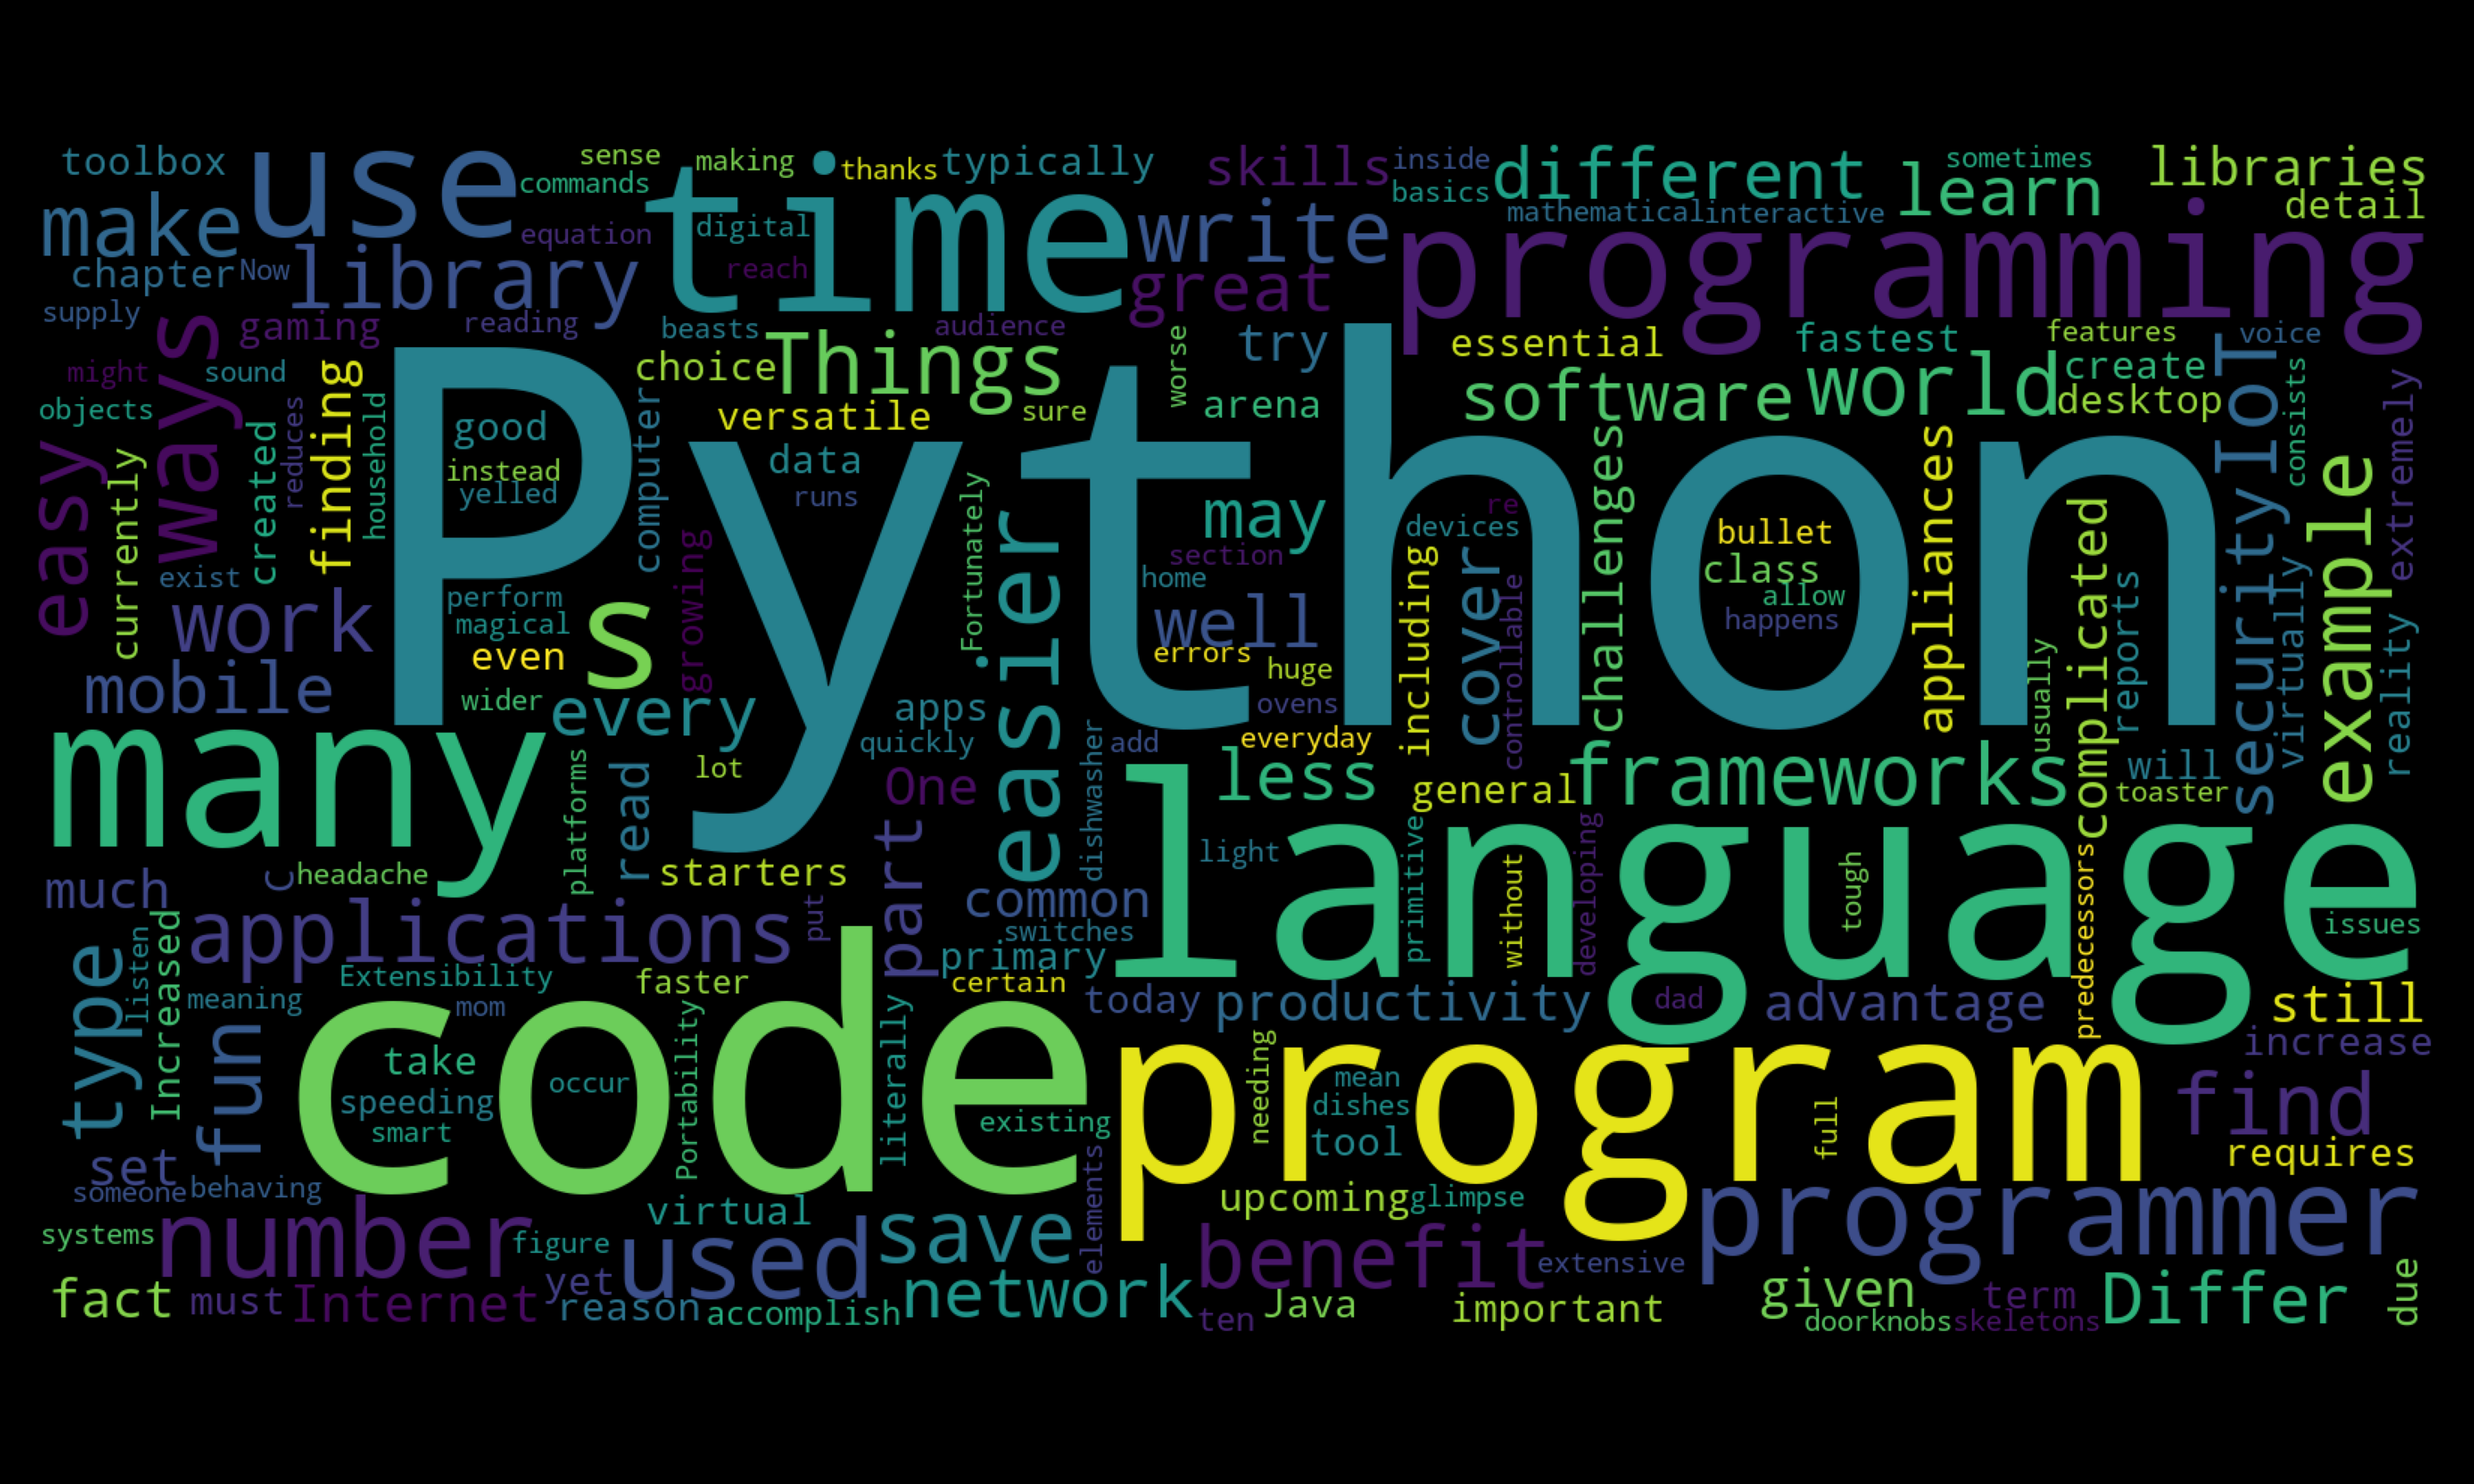 toolbox
use
sense
making
thanks
typically
skills
inside
different
sometimes
libraries
commands
time
basics
learn
detail
make
equation
digital
write
mathematical
interactive
programming
chapter
Now
library
reach
great
supply
gaming
reading
beasts
Things
audience
worse
try
essential
fastest
features
voice
ways
might
sound
finding
choice
software
world
create
IoT
objects
reduces
household
Python
computer
versatile
sure
arena
desktop
consists
extremely
easy
currently
created
good
data
challenges
appliances
security
example
instead
yelled
runs
Fortunately
easier
may
re
devices
bullet
complicated
exist
growing
section
including
cover
controllable
class
work
perform
home
allow
virtually
magical
s
well
happens
reports
reality
even
errors
huge
usually
mobile
wider
every
apps
ovens
many
quickly
add
everyday
platforms
read
lot
One
dishwasher
less
general
frameworks
will
toaster
much
c
headache
starters
part
light
language
primitive
without
developing
tough
predecessors
issues
applications
put
common
switches
type
listen
Increased
Extensibility
faster
primary
certain
meaning
mom
today
productivity
dad
advantage
still
fun
code
Portability
literally
needing
increase
take
occur
program
mean
full
find
speeding
existing
dishes
smart
tool
requires
set
elements
someone
behaving
number
virtual
save
upcoming
glimpse
programmer
systems
figure
used
benefit
extensive
fact
must
Internet
yet
reason
accomplish
network
ten
Java
important
given
term
Differ
due
doorknobs
skeletons